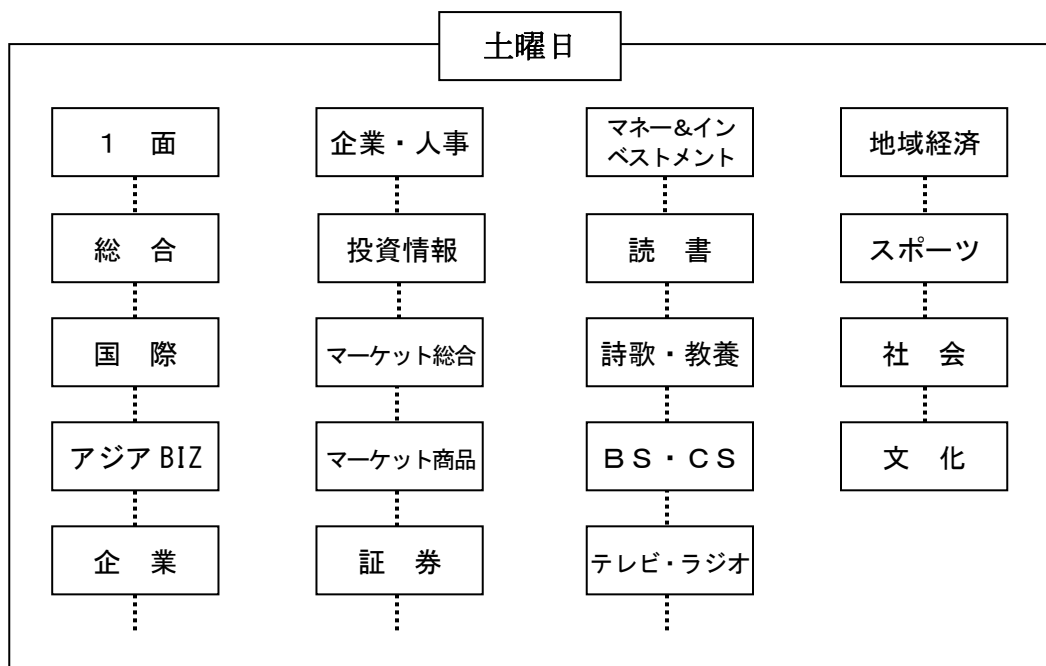 土曜日
１　面
総　合
国　際
アジア BIZ
企　業
企業・人事
投資情報
マーケット総合
マーケット商品
証　券
マネー&イン
ベストメント
読　書
詩歌・教養
ＢＳ・ＣＳ
テレビ・ラジオ
地域経済
スポーツ
社　会
文　化